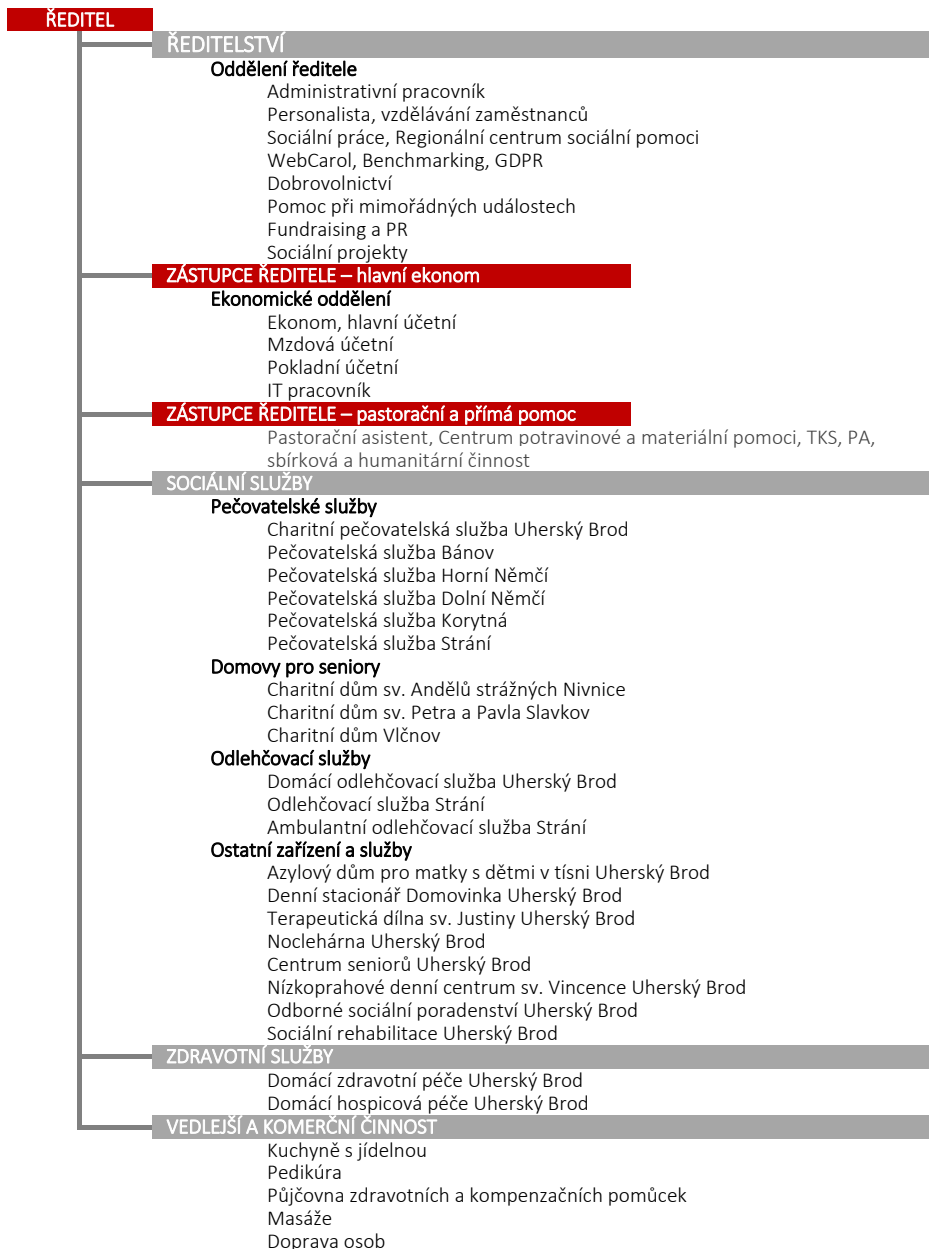 ŘEDITEL
ŘEDITELSTVÍ
Oddělení ředitele
Administrativní pracovník
Personalista, vzdělávání zaměstnanců
Sociální práce, Regionální centrum sociální pomoci
WebCarol, Benchmarking, GDPR
Dobrovolnictví
Pomoc při mimořádných událostech
Fundraising a PR
Sociální projekty
ZÁSTUPCE ŘEDITELE – hlavní ekonom
Ekonomické oddělení
Ekonom, hlavní účetní
Mzdová účetní
Pokladní účetní
IT pracovník
ZÁSTUPCE ŘEDITELE – pastorační a přímá pomoc
Pastorační asistent, Centrum potravinové a materiální pomoci, TKS, PA,
sbírková a humanitární činnost
SOCIÁLNÍ SLUŽBY
Pečovatelské služby
Charitní pečovatelská služba Uherský Brod
Pečovatelská služba Bánov
Pečovatelská služba Horní Němčí
Pečovatelská služba Dolní Němčí
Pečovatelská služba Korytná
Pečovatelská služba Strání
Domovy pro seniory
Charitní dům sv. Andělů strážných Nivnice
Charitní dům sv. Petra a Pavla Slavkov
Charitní dům Vlčnov
Odlehčovací služby
Domácí odlehčovací služba Uherský Brod
Odlehčovací služba Strání
Ambulantní odlehčovací služba Strání
Ostatní zařízení a služby
Azylový dům pro matky s dětmi v tísni Uherský Brod
Denní stacionář Domovinka Uherský Brod
Terapeutická dílna sv. Justiny Uherský Brod
Noclehárna Uherský Brod
Centrum seniorů Uherský Brod
Nízkoprahové denní centrum sv. Vincence Uherský Brod
Odborné sociální poradenství Uherský Brod
Sociální rehabilitace Uherský Brod
ZDRAVOTNÍ SLUŽBY
Domácí zdravotní péče Uherský Brod
Domácí hospicová péče Uherský Brod
VEDLEJŠÍ A KOMERČNÍ ČINNOST
Kuchyně s jídelnou
Pedikúra
Půjčovna zdravotních a kompenzačních pomůcek
Masáže
Doprava osob